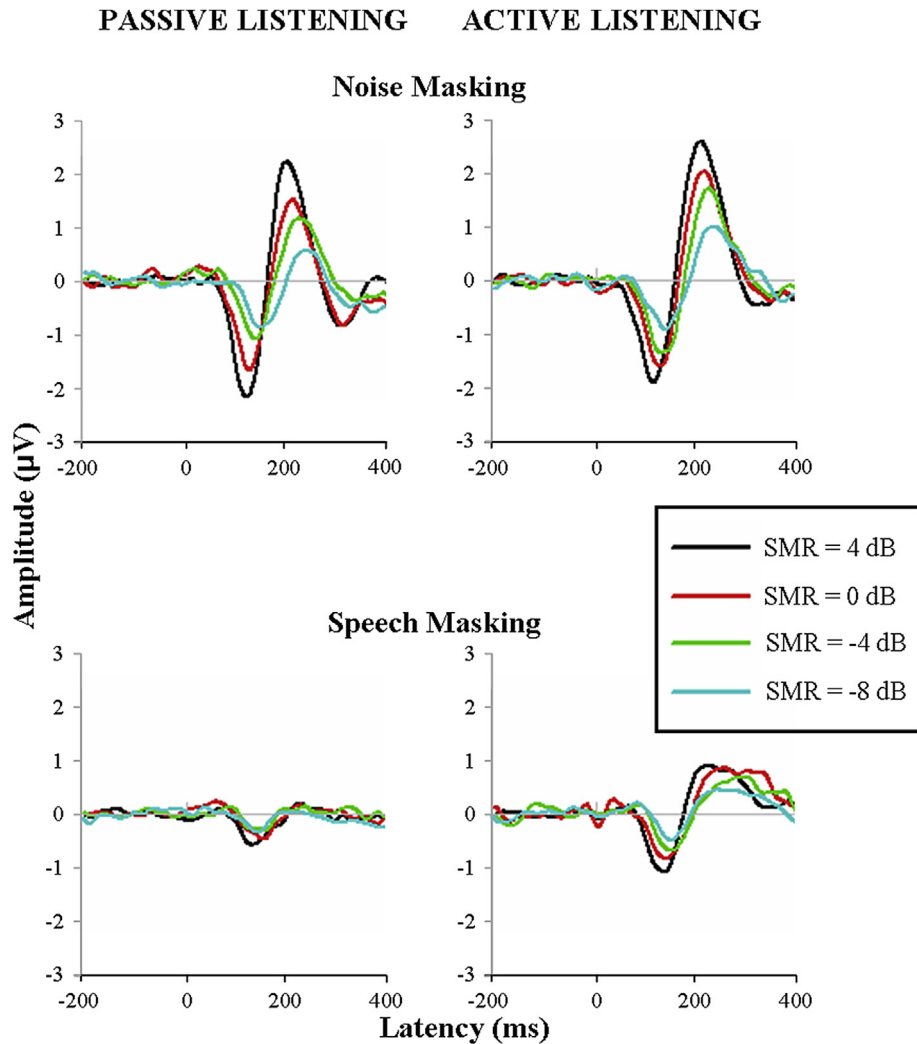 PASSIVE LISTENING ACTIVE LISTENING
Noise Masking
3 3
2 2
1 1
0 0
-1 -1
-2 -2
-3 -3
-200 0 200 400 -200 0 200 400
Amplitude (µV)
SMR = 4 dB
SMR = 0 dB
SMR = -4 dB
SMR = -8 dB
Speech Masking
3 3
2 2
1 1
0 0
-1 -1
-2 -2
-3 -3
-200 0 200 400 -200 0 200 400
Latency (ms)